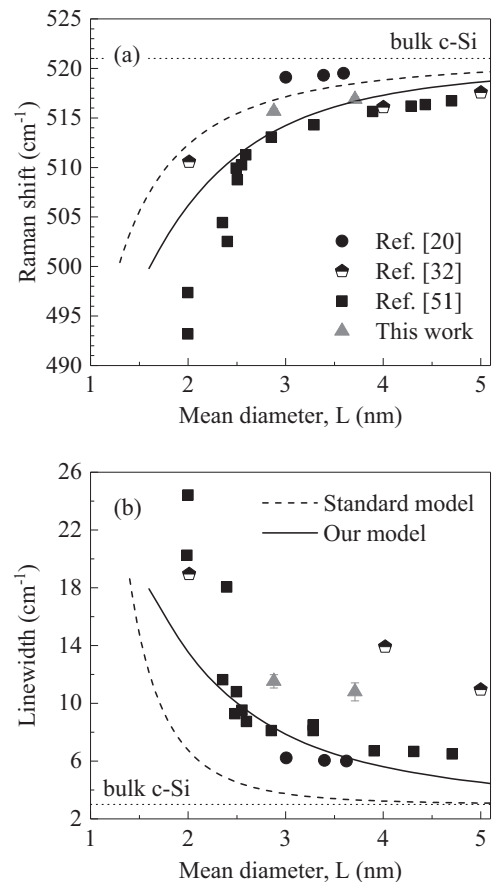 bulk c-Si
(a)
520
515
510
505
500
495
490
Raman shift (cm⁻¹)
Ref. [20]
Ref. [32]
Ref. [51]
This work
1 2 3 4 5
Mean diameter, L (nm)
26
22
18
14
10
6
2
Linewidth (cm⁻¹)
(b)
Standard model
Our model
bulk c-Si
1 2 3 4 5
Mean diameter, L (nm)